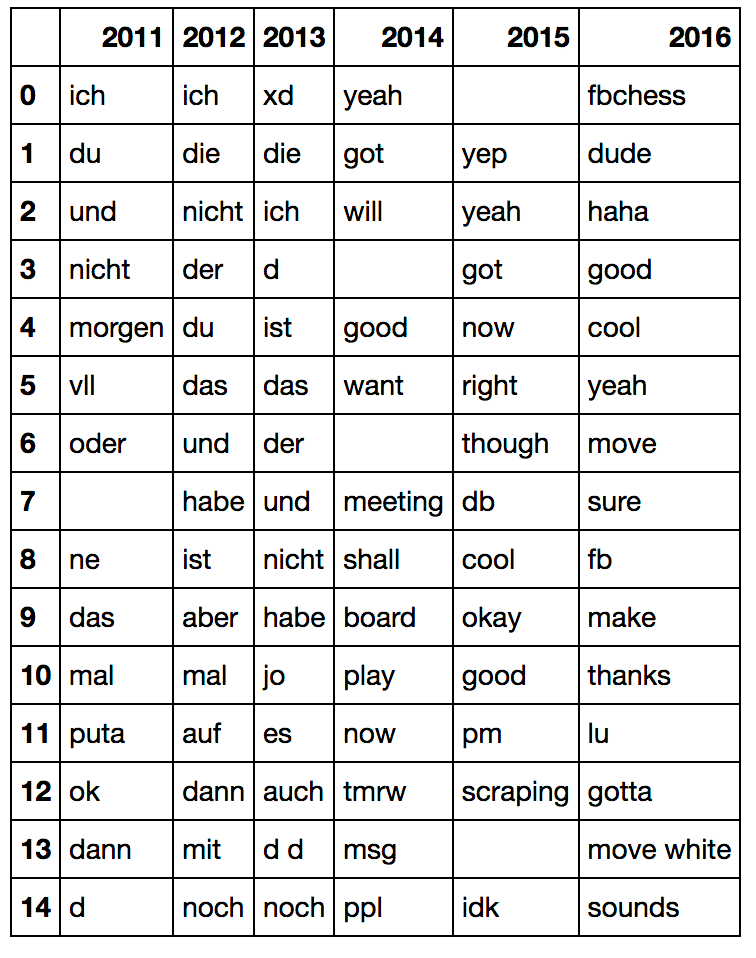 2011 2012 2013 2014 2015 2016
0 ich ich xd yeah fbchess
1 du die die got yep dude
2 und nicht ich will yeah haha
3 nicht der d got good
4 morgen du ist good now cool
5 vll das das want right yeah
6 oder und der though move
7 habe und meeting db sure
8 ne ist nicht shall cool fb
9 das aber habe board okay make
10 mal mal jo play good thanks
11 puta auf es now pm lu
12 ok dann auch tmrw scraping gotta
13 dann mit d d msg move white
14 d noch noch ppl idk sounds